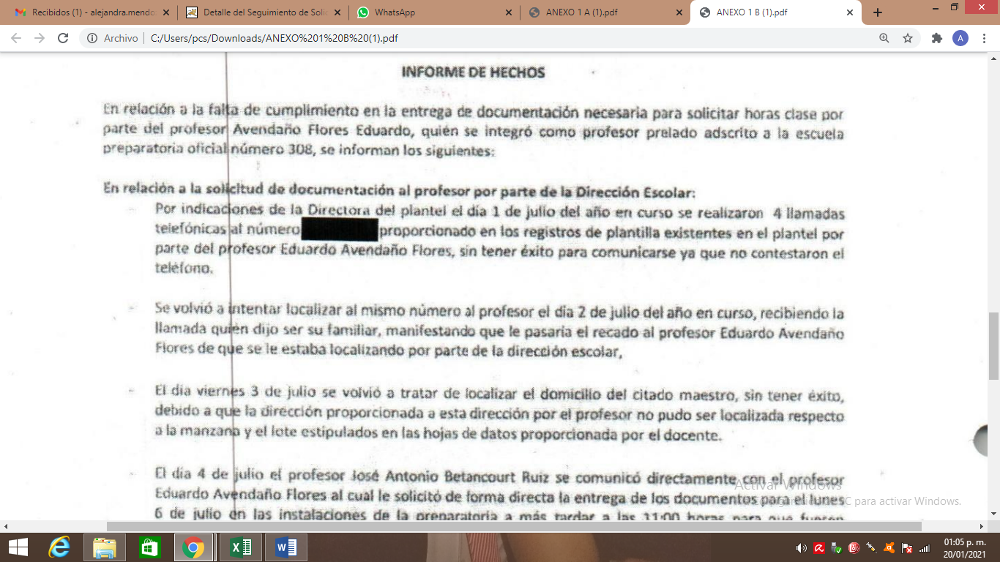 Recibidos (1) - alejandra.mendo
Detalle del Seguimiento de Solic
WhatsApp
ANEXO 1 A (1).pdf
ANEXO 1 B (1).pdf
Archivo
C:/Users/pcs/Downloads/ANEXO%201%20B%20(1).pdf
A
INFORME DE HECHOS
En relación a la falta de cumplimiento en la entrega de documentación necesaria para solicitar horas clase por
parte del profesor Avendaño Flores Eduardo, quién se integró como profesor prelado adscrito a la escuela
preparatoria oficial número 308, se informan los siguientes:
En relación a la solicitud de documentación al profesor por parte de la Dirección Escolar:
- Por indicaciones de la Directora del plantel el día 1 de julio del año en curso se realizaron 4 llamadas
telefónicas al número proporcionado en los registros de plantilla existentes en el plantel por
parte del profesor Eduardo Avendaño Flores, sin tener éxito para comunicarse ya que no contestaron el
teléfono.
- Se volvió a intentar localizar al mismo número al profesor el día 2 de julio del año en curso, recibiendo la
llamada quién dijo ser su familiar, manifestando que le pasaría el recado al profesor Eduardo Avendaño
Flores de que se le estaba localizando por parte de la dirección escolar,
- El día viernes 3 de julio se volvió a tratar de localizar el domicilio del citado maestro, sin tener éxito,
debido a que la dirección proporcionada a esta dirección por el profesor no pudo ser localizada respecto
a la manzana y el lote estipulados en las hojas de datos proporcionada por el docente.
- El día 4 de julio el profesor José Antonio Betancourt Ruiz se comunicó directamente con el profesor
Eduardo Avendaño Flores al cual le solicitó de forma directa la entrega de los documentos para el lunes
6 de julio en las instalaciones de la preparatoria a más tardar a las 11:00 horas para que fuesen
Activar Windows
C para activar Windows.
01:05 p. m.
20/01/2021